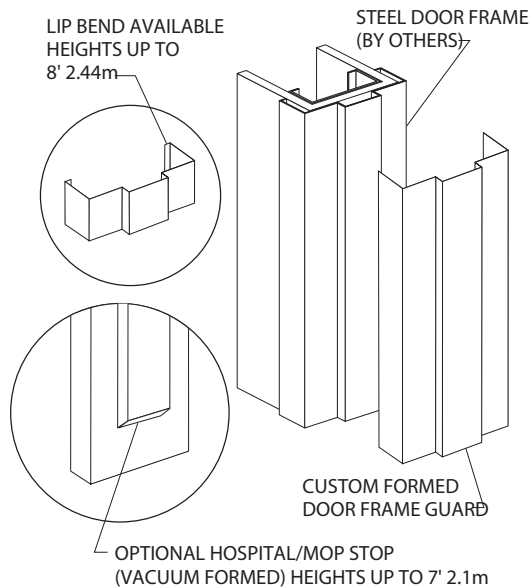 LIP BEND AVAILABLE
HEIGHTS UP TO
8' 2.44m
STEEL DOOR FRAME
(BY OTHERS)
CUSTOM FORMED
DOOR FRAME GUARD
OPTIONAL HOSPITAL/MOP STOP
(VACUUM FORMED) HEIGHTS UP TO 7' 2.1m